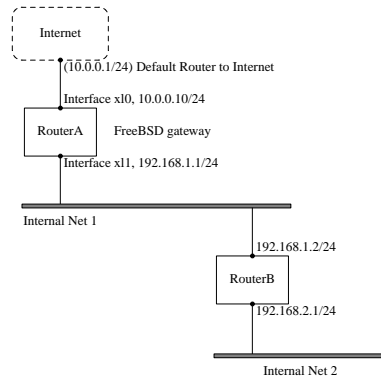 Internet
(10.0.0.1/24) Default Router to Internet
Interface xl0, 10.0.0.10/24
RouterA
FreeBSD gateway
Interface xl1, 192.168.1.1/24
Internal Net 1
192.168.1.2/24
RouterB
192.168.2.1/24
Internal Net 2